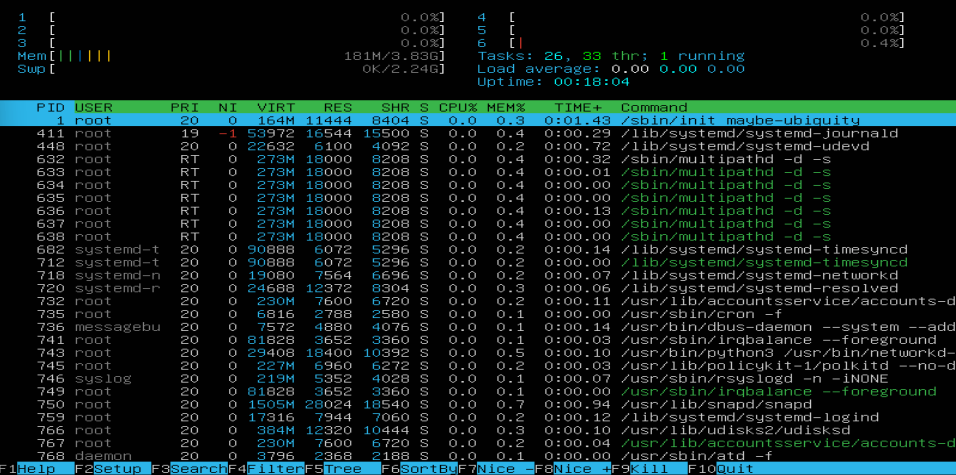 1 [ 0.0%] 4 [ 0.0%]
2 [ 0.0%] 5 [ 0.0%]
3 [ 0.0%] 6 [| 0.4%]
Mem[||||||| 181M/3.83G] Tasks: 26, 33 thr; 1 running
Swp[ 0K/2.24G] Load average: 0.00 0.00 0.00
Uptime: 00:18:04
PID USER PRI NI VIRT RES SHR S CPU% MEM% TIME+ Command
1 root 20 0 164M 11444 8404 S 0.0 0.3 0:01.43 /sbin/init maybe-ubiquity
411 root 19 -1 53972 16544 15500 S 0.0 0.4 0:00.29 /lib/systemd/systemd-journald
448 root 20 0 22632 6100 4092 S 0.0 0.2 0:00.72 /lib/systemd/systemd-udevd
632 root RT 0 273M 18000 8208 S 0.0 0.4 0:00.32 /sbin/multipathd -d -s
633 root RT 0 273M 18000 8208 S 0.0 0.4 0:00.01 /sbin/multipathd -d -s
634 root RT 0 273M 18000 8208 S 0.0 0.4 0:00.00 /sbin/multipathd -d -s
635 root RT 0 273M 18000 8208 S 0.0 0.4 0:00.00 /sbin/multipathd -d -s
636 root RT 0 273M 18000 8208 S 0.0 0.4 0:00.13 /sbin/multipathd -d -s
637 root RT 0 273M 18000 8208 S 0.0 0.4 0:00.00 /sbin/multipathd -d -s
638 root RT 0 273M 18000 8208 S 0.0 0.4 0:00.00 /sbin/multipathd -d -s
682 systemd-t 20 0 90888 6072 5296 S 0.0 0.2 0:00.14 /lib/systemd/systemd-timesyncd
712 systemd-t 20 0 90888 6072 5296 S 0.0 0.2 0:00.00 /lib/systemd/systemd-timesyncd
718 systemd-n 20 0 19080 7564 6696 S 0.0 0.2 0:00.07 /lib/systemd/systemd-networkd
720 systemd-r 20 0 24688 12372 8304 S 0.0 0.3 0:00.06 /lib/systemd/systemd-resolved
732 root 20 0 230M 7600 6720 S 0.0 0.2 0:00.11 /usr/lib/accountsservice/accounts-d
735 root 20 0 6816 2788 2580 S 0.0 0.1 0:00.00 /usr/sbin/cron -f
736 messagebu 20 0 7572 4880 4076 S 0.0 0.1 0:00.14 /usr/bin/dbus-daemon --system --add
741 root 20 0 81828 3652 3360 S 0.0 0.1 0:00.03 /usr/sbin/irqbalance --foreground
743 root 20 0 29408 18400 10392 S 0.0 0.5 0:00.10 /usr/bin/python3 /usr/bin/networkd-
745 root 20 0 227M 6960 6272 S 0.0 0.2 0:00.03 /usr/lib/policykit-1/polkitd --no-d
746 syslog 20 0 219M 5352 4028 S 0.0 0.1 0:00.07 /usr/sbin/rsyslogd -n -iNONE
749 root 20 0 81828 3652 3360 S 0.0 0.1 0:00.00 /usr/sbin/irqbalance --foreground
750 root 20 0 1505M 28024 18540 S 0.0 0.7 0:00.94 /usr/lib/snapd/snapd
759 root 20 0 17316 7944 7060 S 0.0 0.2 0:00.12 /lib/systemd/systemd-logind
766 root 20 0 384M 12320 10444 S 0.0 0.3 0:00.10 /usr/lib/udisks2/udisksd
767 root 20 0 230M 7600 6720 S 0.0 0.2 0:00.04 /usr/lib/accountsservice/accounts-d
768 daemon 20 0 3796 2368 2188 S 0.0 0.1 0:00.00 /usr/sbin/atd -f
F1Help F2Setup F3SearchF4FilterF5Tree F6SortByF7Nice -F8Nice +F9Kill F10Quit